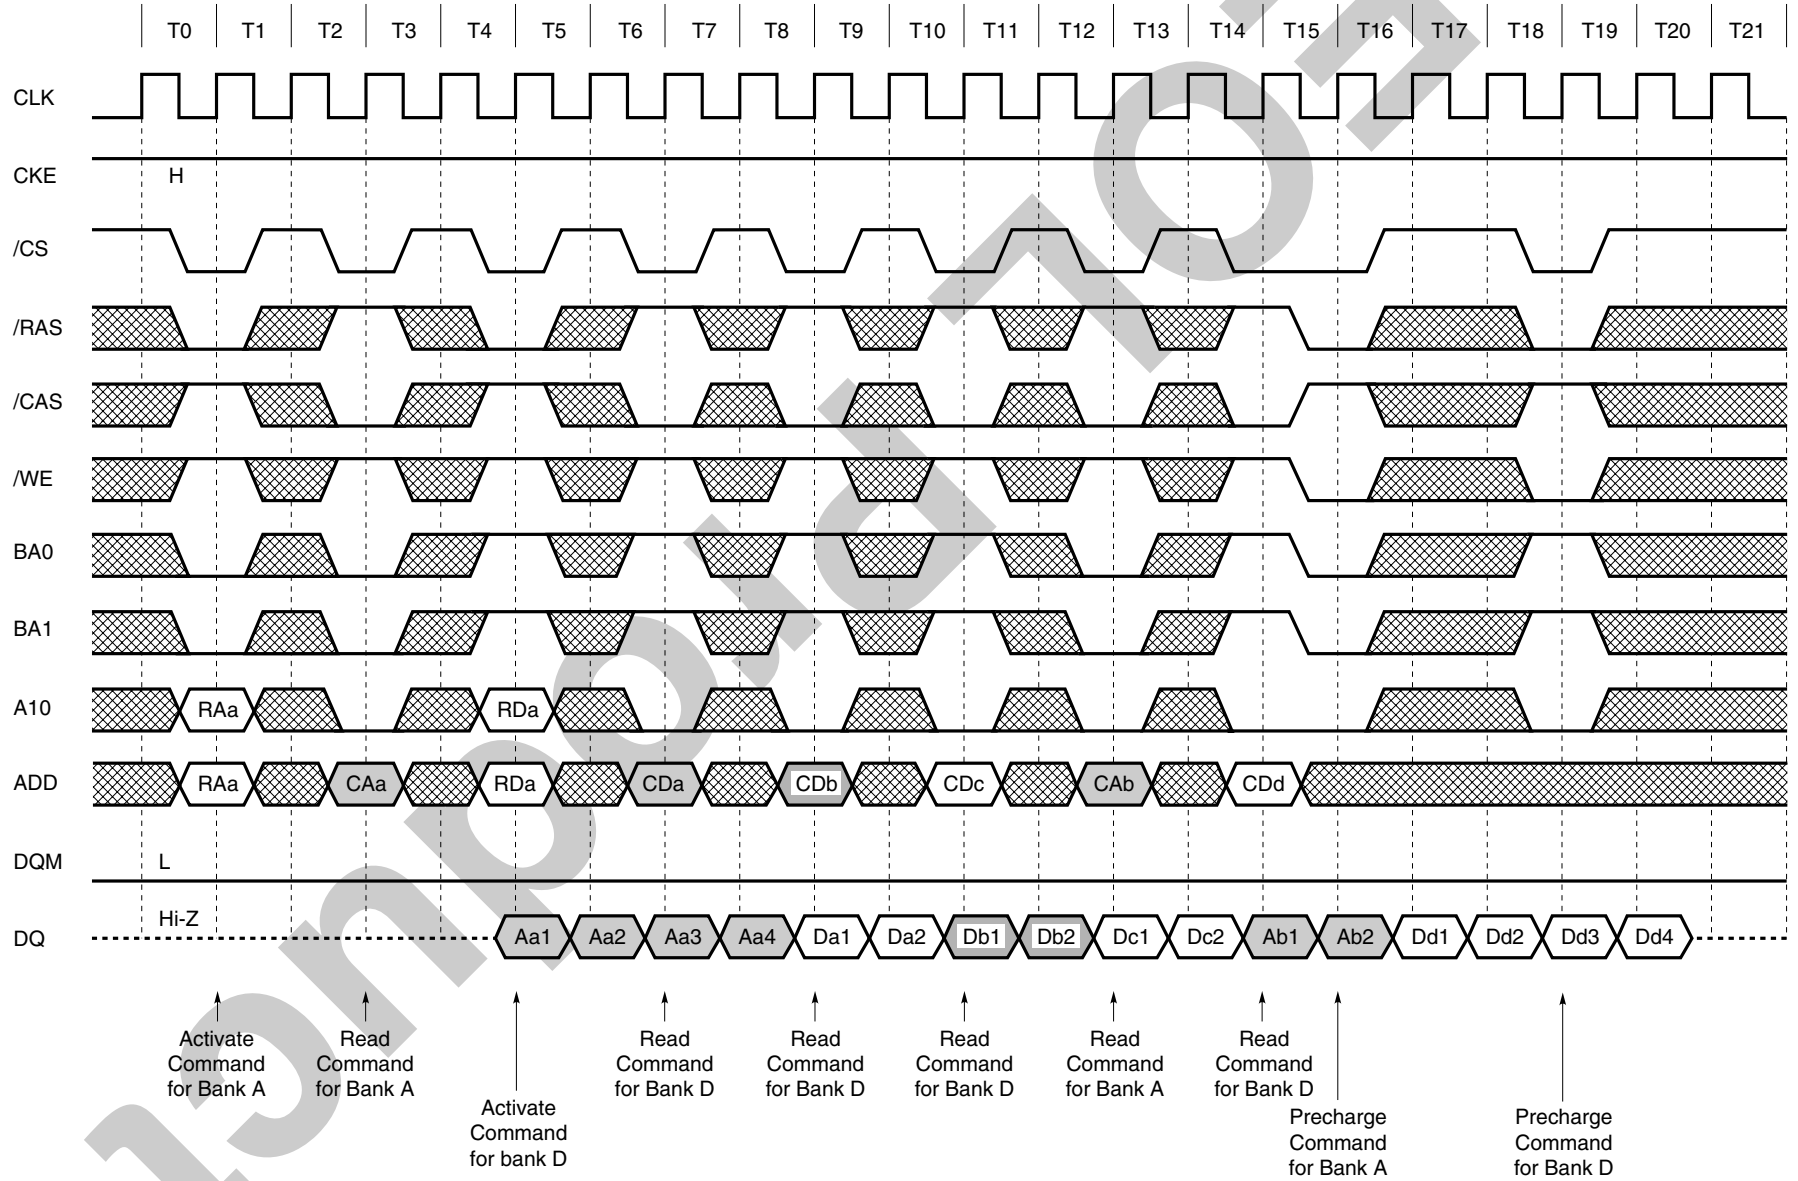 T0 T1 T2 T3 T4 T5 T6 T7 T8 T9 T10 T11 T12 T13 T14 T15 T16 T17 T18 T19 T20 T21
CLK
CKE H
/CS
/RAS
/CAS
/WE
BA0
BA1
A10 RAa RDa
ADD RAa CAa RDa CDa CDb CDc CAb CDd
DQM L
Hi-Z
DQ Aa1 Aa2 Aa3 Aa4 Da1 Da2 Db1 Db2 Dc1 Dc2 Ab1 Ab2 Dd1 Dd2 Dd3 Dd4
Activate
Command
for Bank A
Read
Command
for Bank A
Activate
Command
for bank D
Read
Command
for Bank D
Read
Command
for Bank D
Read
Command
for Bank D
Read
Command
for Bank A
Read
Command
for Bank D
Precharge
Command
for Bank A
Precharge
Command
for Bank D
EOL Product